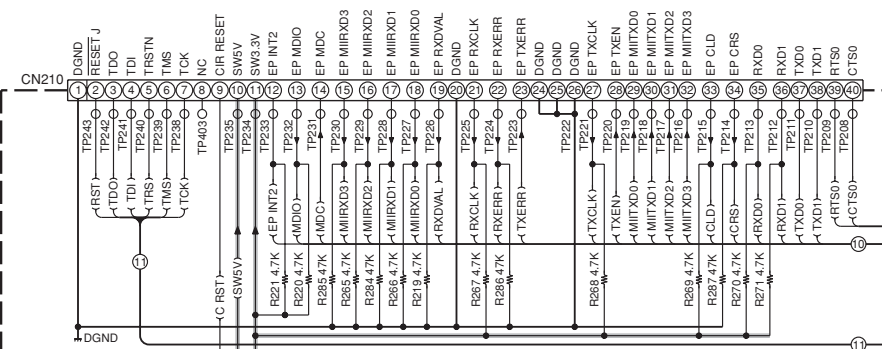 DGND
RESET J
TDO
TDI
TRSTN
TMS
TCK
NC
CIR RESET
SW5V
SW3.3V
EP INT2
EP MDIO
EP MDC
EP MIIRXD3
EP MIIRXD2
EP MIIRXD1
EP MIIRXD0
EP RXDVAL
DGND
EP RXCLK
EP RXERR
EP TXERR
DGND
DGND
DGND
EP TXCLK
EP TXEN
EP MIITXD0
EP MIITXD1
EP MIITXD2
EP MIITXD3
EP CLD
EP CRS
RXD0
RXD1
TXD0
TXD1
RTS0
CTS0
CN210
1 2 3 4 5 6 7 8 9 10 11 12 13 14 15 16 17 18 19 20 21 22 23 24 25 26 27 28 29 30 31 32 33 34 35 36 37 38 39 40
TP243
TP242
TP241
TP240
TP239
TP238
TP403
TP235
TP234
TP233
TP232
TP231
TP230
TP229
TP228
TP227
TP226
TP225
TP224
TP223
TP222
TP221
TP220
TP219
TP218
TP217
TP216
TP215
TP214
TP213
TP212
TP211
TP210
TP209
TP208
RST
TDO
TDI
TRS
TMS
TCK
C RST
SW5V
EP INT2
MDIO
MDC
MIIRXD3
MIIRXD2
MIIRXD1
MIIRXD0
RXDVAL
RXCLK
RXERR
TXERR
TXCLK
TXEN
MIITXD0
MIITXD1
MIITXD2
MIITXD3
CLD
CRS
RXD0
RXD1
TXD0
TXD1
RTS0
CTS0
11
10
R221 4.7K
R220 4.7K
R285 47K
R265 4.7K
R284 47K
R266 4.7K
R219 4.7K
R267 4.7K
R286 47K
R268 4.7K
R269 4.7K
R287 47K
R270 4.7K
R271 4.7K
DGND
11